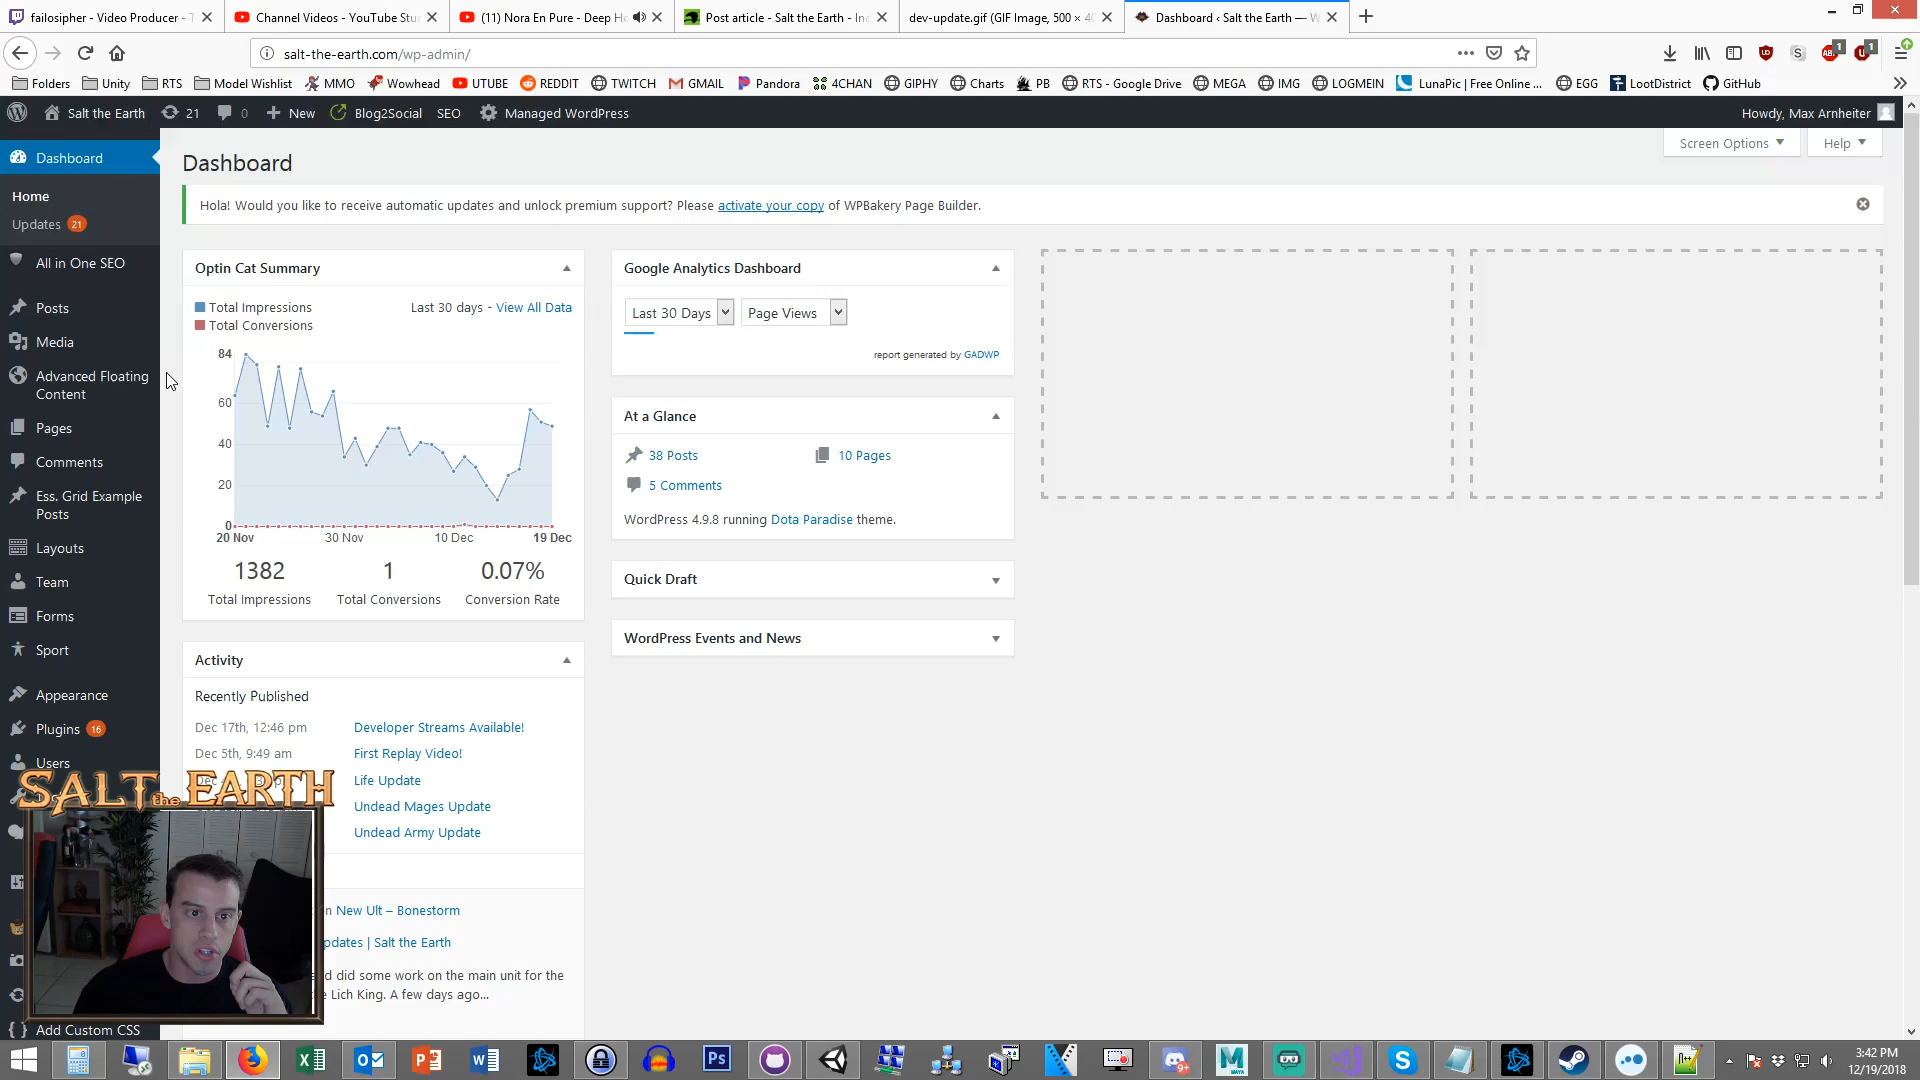 failosipher - Video Producer - T
Channel Videos - YouTube Stu
(11) Nora En Pure - Deep Ho
Post article - Salt the Earth - Ind
dev-update.gif (GIF Image, 500 × 40
Dashboard ‹ Salt the Earth — W
salt-the-earth.com/wp-admin/
1
1
Folders
Unity
RTS
Model Wishlist
MMO
Wowhead
UTUBE
REDDIT
TWITCH
GMAIL
Pandora
4CHAN
GIPHY
Charts
PB
RTS - Google Drive
MEGA
IMG
LOGMEIN
LunaPic | Free Online ...
EGG
LootDistrict
GitHub
Salt the Earth
21
0
New
Blog2Social
SEO
Managed WordPress
Howdy, Max Arnheiter
Dashboard
Home
Updates 21
All in One SEO
Posts
Media
Advanced Floating
Content
Pages
Comments
Ess. Grid Example
Posts
Layouts
Team
Forms
Sport
Appearance
Plugins 16
Users
Add Custom CSS
Dashboard
Screen Options
Help
Hola! Would you like to receive automatic updates and unlock premium support? Please activate your copy of WPBakery Page Builder.
Optin Cat Summary
Total Impressions
Last 30 days - View All Data
Total Conversions
84
60
40
20
0
20 Nov
30 Nov
10 Dec
19 Dec
1382
1
0.07%
Total Impressions
Total Conversions
Conversion Rate
Activity
Recently Published
Dec 17th, 12:46 pm
Developer Streams Available!
Dec 5th, 9:49 am
First Replay Video!
Life Update
Undead Mages Update
Undead Army Update
n New Ult – Bonestorm
pdates | Salt the Earth
d did some work on the main unit for the
e Lich King. A few days ago...
Google Analytics Dashboard
Last 30 Days
Page Views
report generated by GADWP
At a Glance
38 Posts
10 Pages
5 Comments
WordPress 4.9.8 running Dota Paradise theme.
Quick Draft
WordPress Events and News
SALT the EARTH
9+
3:42 PM
12/19/2018